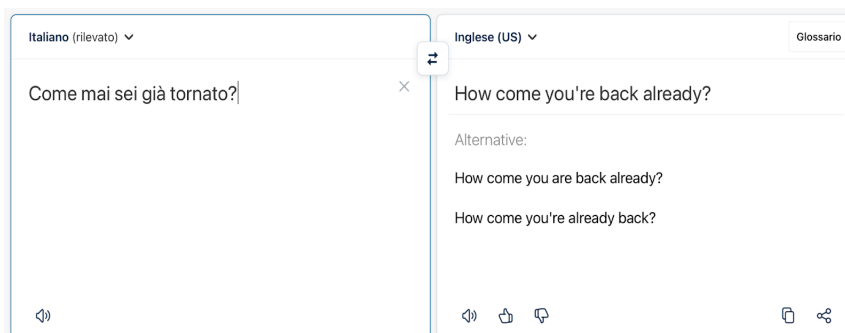 Italiano (rilevato)
Come mai sei già tornato?
Inglese (US)
Glossario
How come you're back already?
Alternative:
How come you are back already?
How come you're already back?